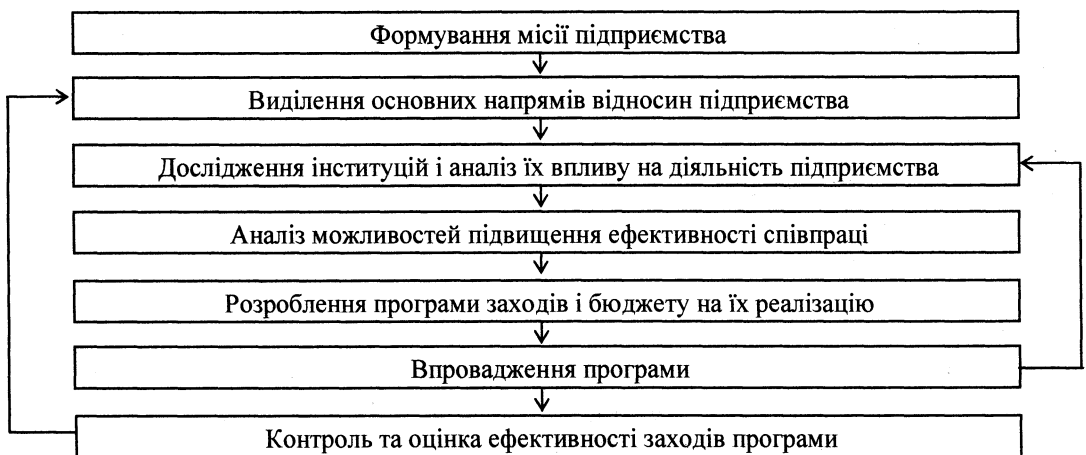 Формування місії підприємства
Виділення основних напрямів відносин підприємства
Дослідження інституцій і аналіз їх впливу на діяльність підприємства
Аналіз можливостей підвищення ефективності співпраці
Розроблення програми заходів і бюджету на їх реалізацію
Впровадження програми
Контроль та оцінка ефективності заходів програми